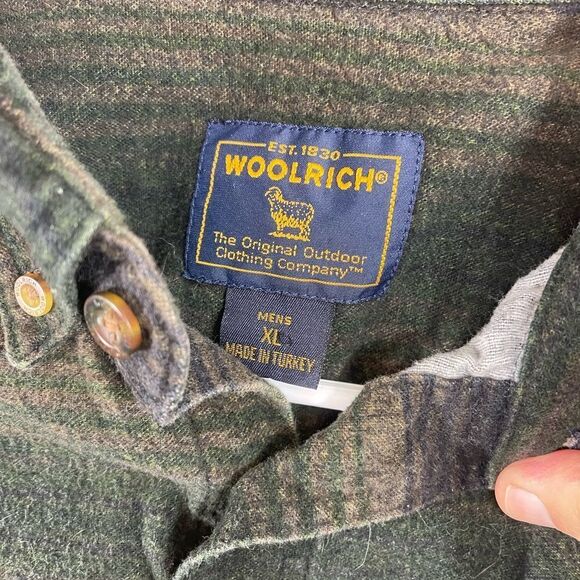 EST. 1830
WOOLRICH®
The Original Outdoor
Clothing Company™
MENS
XL
MADE IN TURKEY